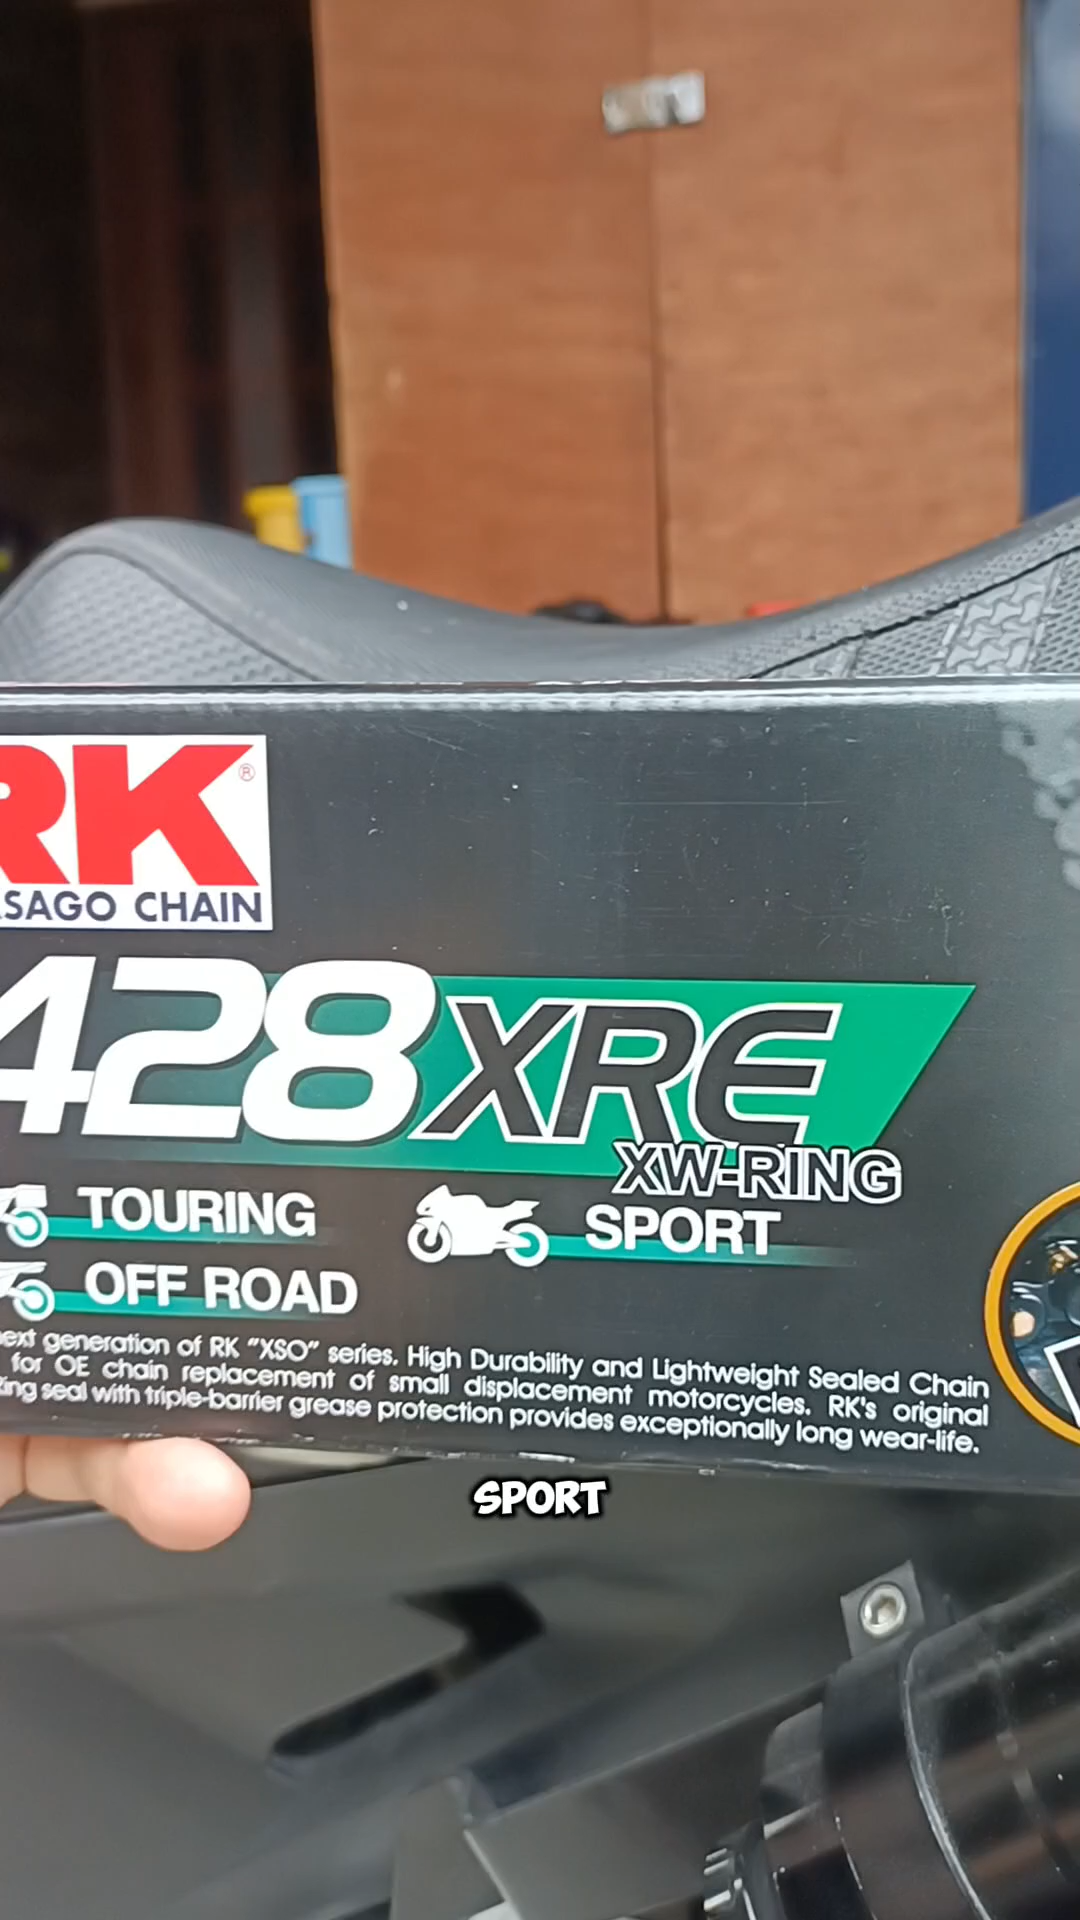 RK®
SAGO CHAIN
428XRE
XW-RING
TOURING
SPORT
OFF ROAD
generation of RK "XSO" series. High Durability and Lightweight Sealed Chain
for OE chain replacement of small displacement motorcycles. RK's original
seal with triple-barrier grease protection provides exceptionally long wear-life.
SPORT